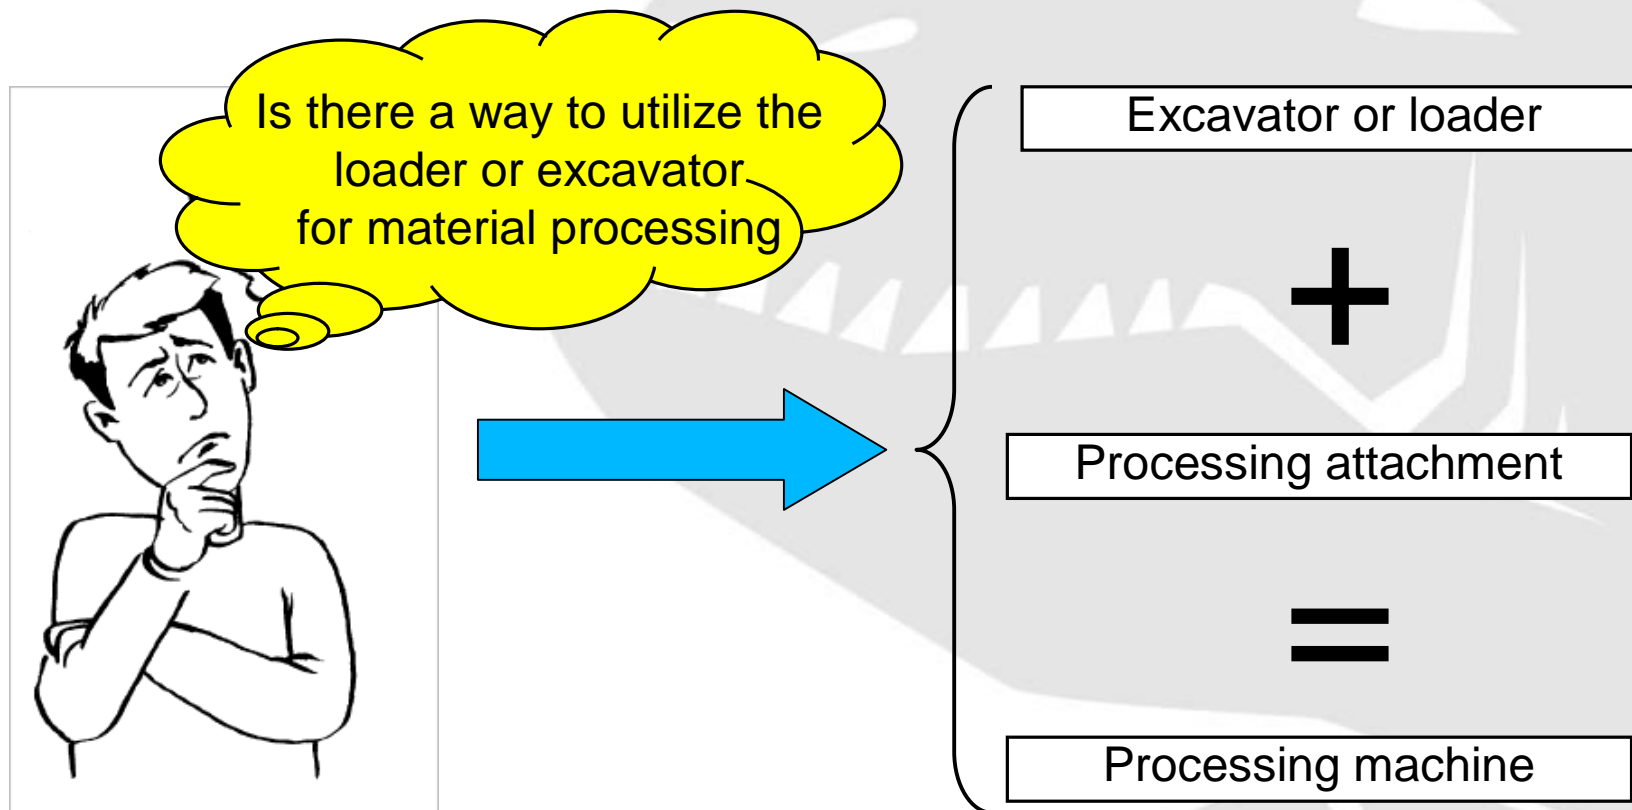 Is there a way to utilize the
loader or excavator
for material processing
Excavator or loader
+
Processing attachment
=
Processing machine